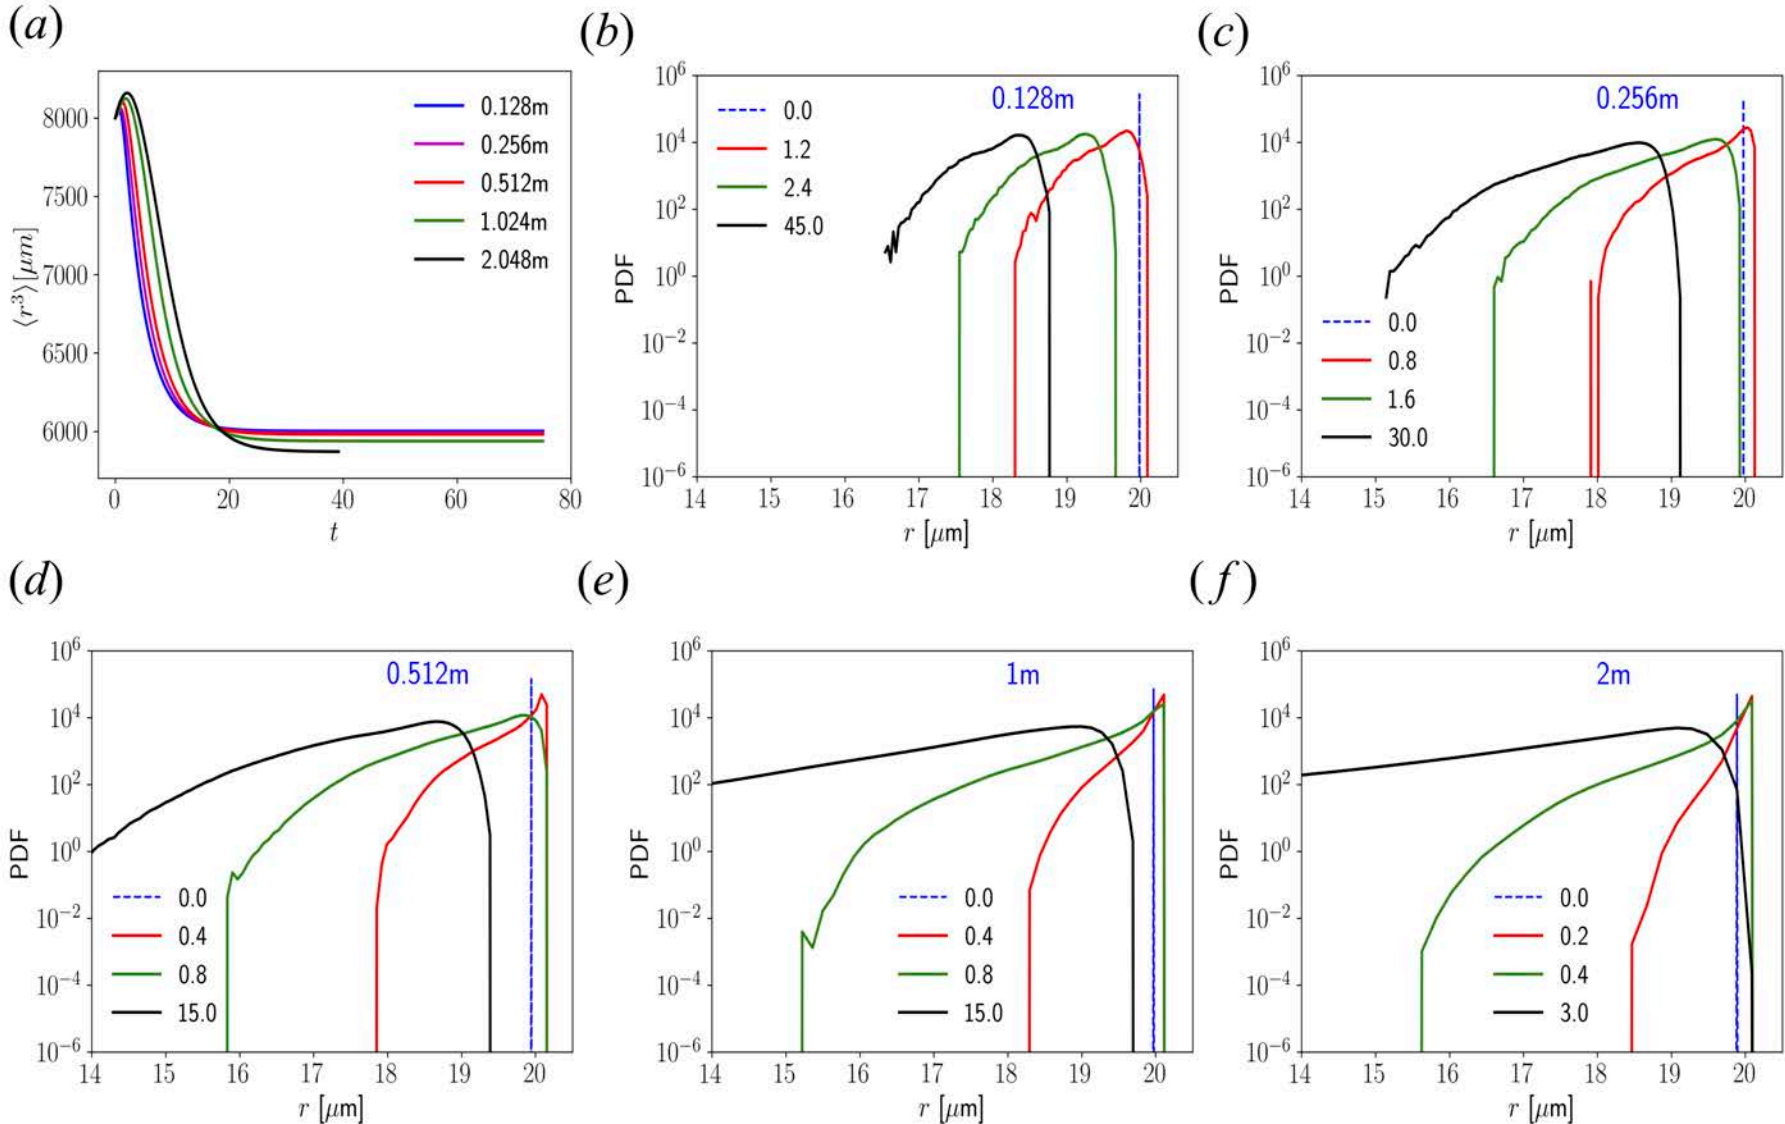 (a)
8000
7500
7000
6500
6000
⟨r³⟩ [μm]
0.128m
0.256m
0.512m
1.024m
2.048m
0 20 40 60 80
t
(b)
10⁶
10⁴
10²
10⁰
10⁻²
10⁻⁴
10⁻⁶
PDF
0.128m
0.0
1.2
2.4
45.0
14 15 16 17 18 19 20
r [μm]
(c)
10⁶
10⁴
10²
10⁰
10⁻²
10⁻⁴
10⁻⁶
PDF
0.256m
0.0
0.8
1.6
30.0
14 15 16 17 18 19 20
r [μm]
(d)
10⁶
10⁴
10²
10⁰
10⁻²
10⁻⁴
10⁻⁶
PDF
0.512m
0.0
0.4
0.8
15.0
14 15 16 17 18 19 20
r [μm]
(e)
10⁶
10⁴
10²
10⁰
10⁻²
10⁻⁴
10⁻⁶
PDF
1m
0.0
0.4
0.8
15.0
14 15 16 17 18 19 20
r [μm]
(f)
10⁶
10⁴
10²
10⁰
10⁻²
10⁻⁴
10⁻⁶
PDF
2m
0.0
0.2
0.4
3.0
14 15 16 17 18 19 20
r [μm]